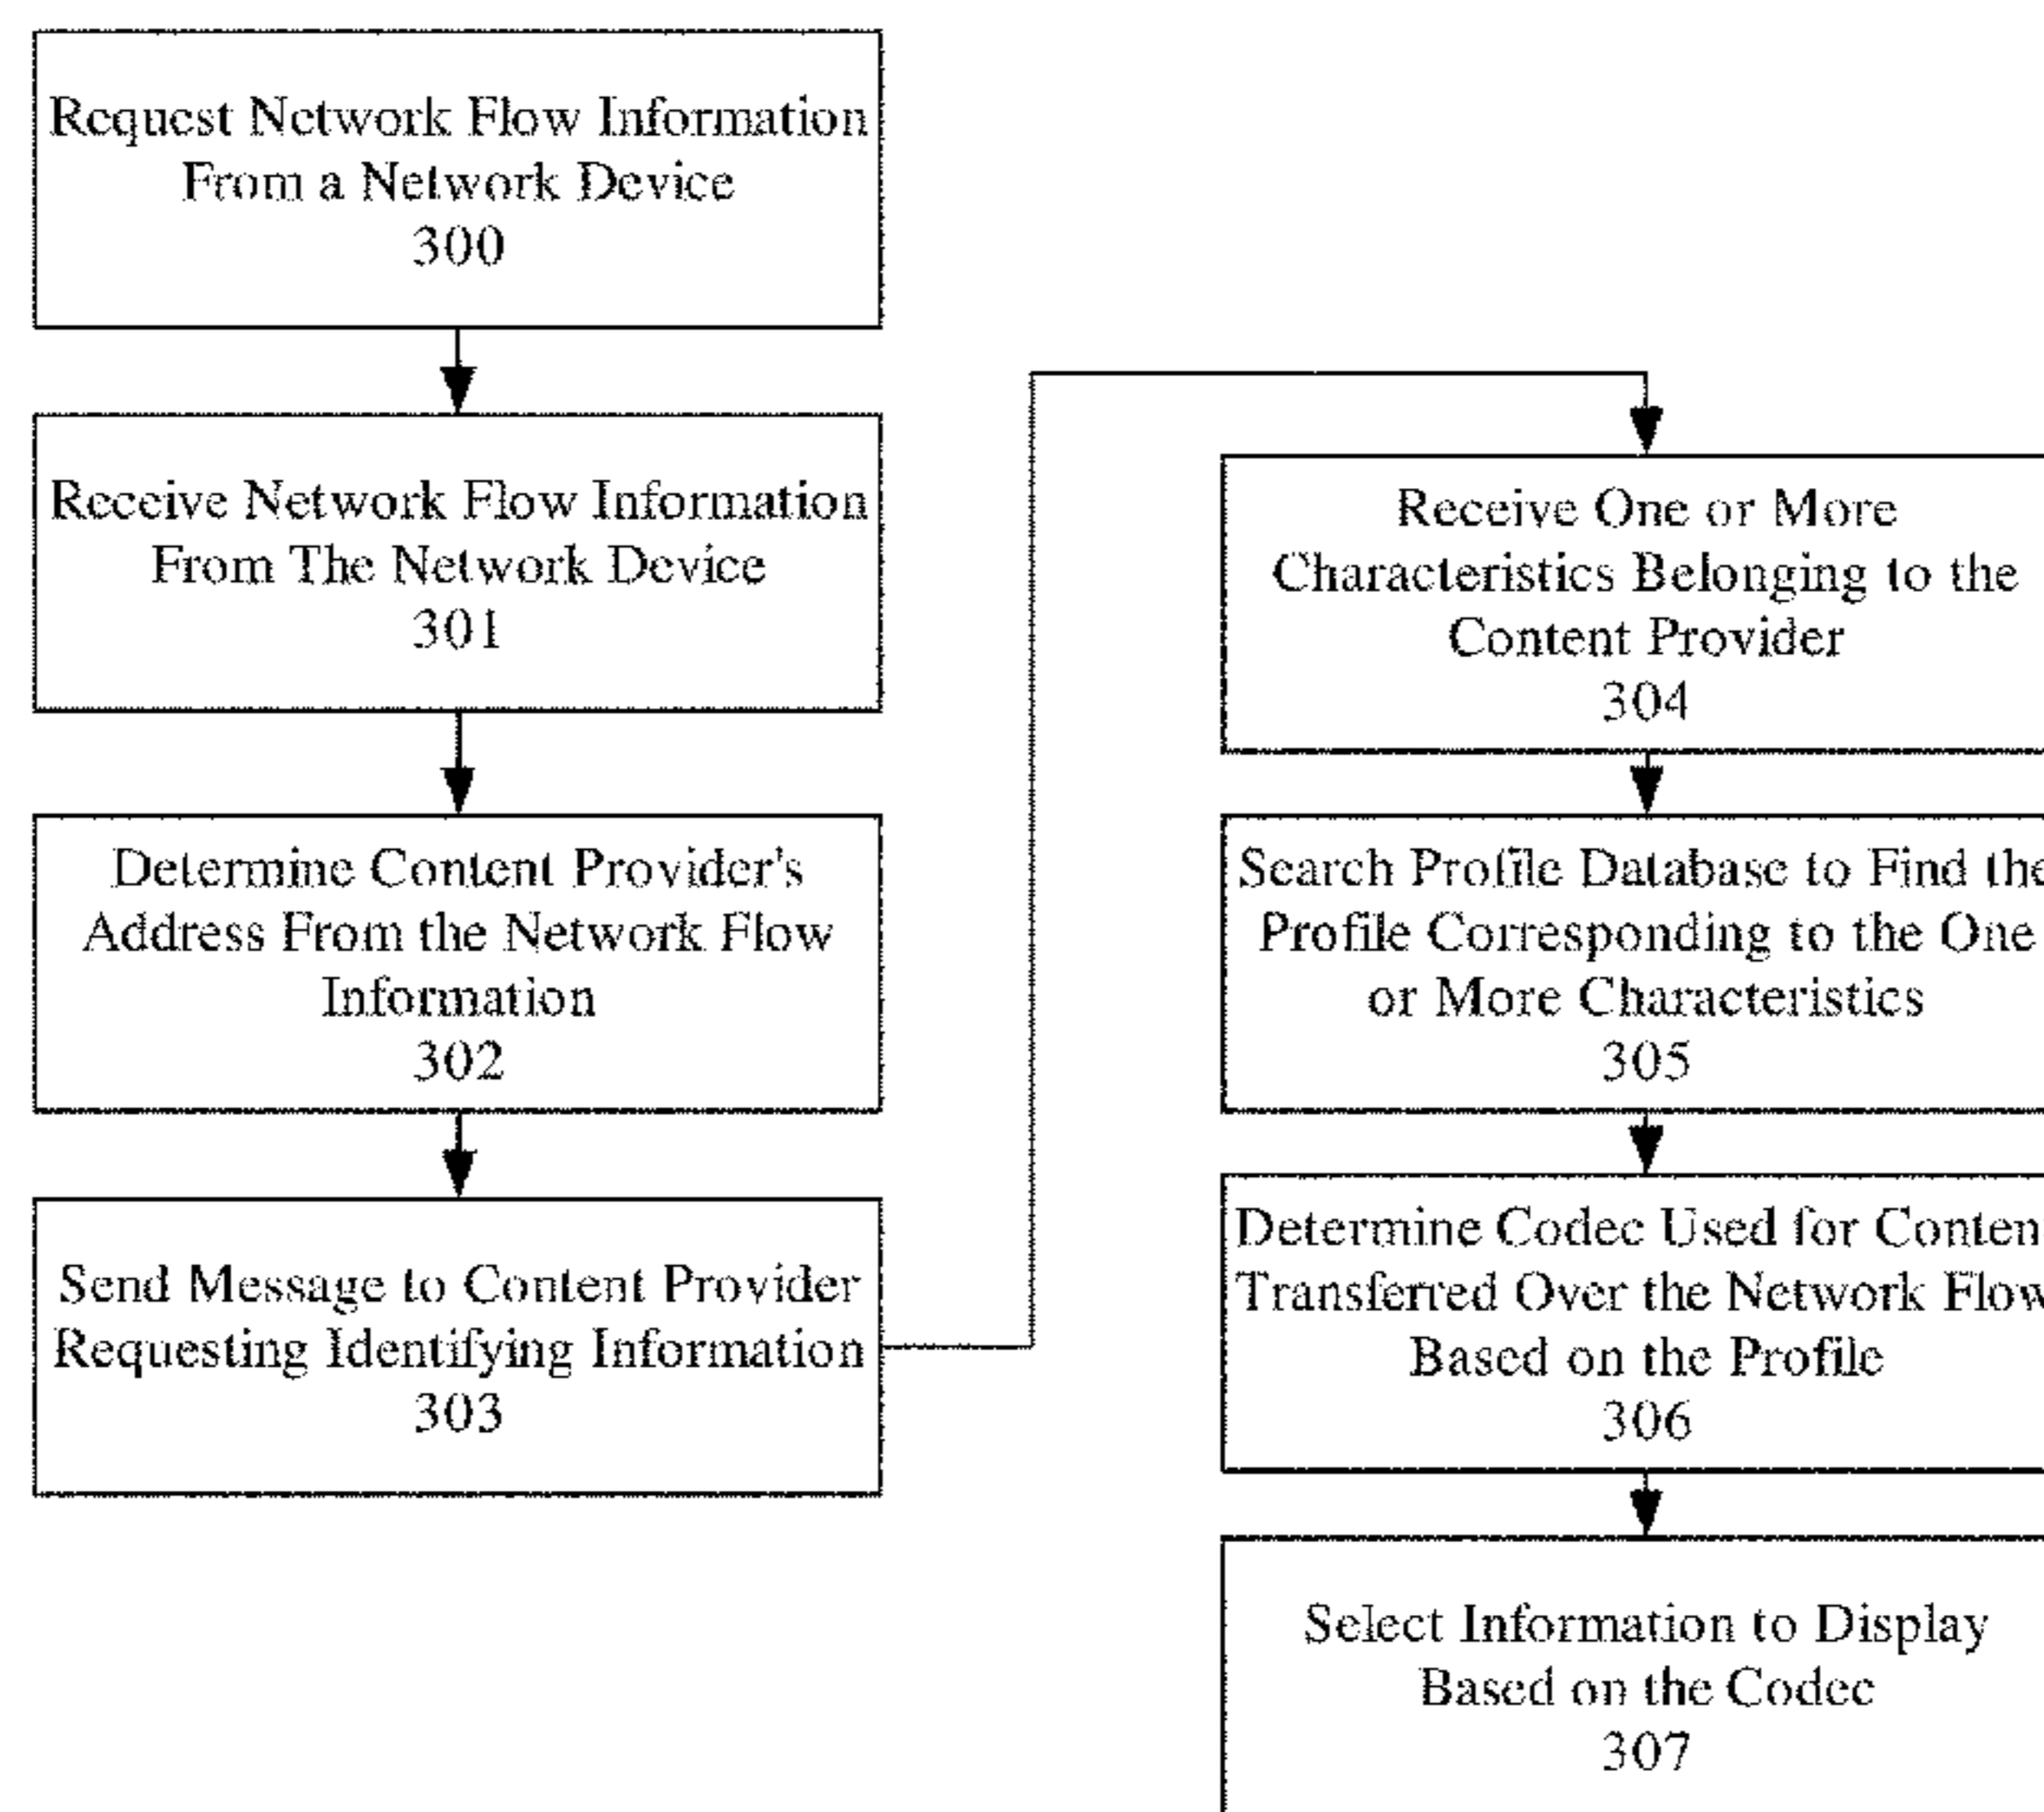 Request Network Flow Information
From a Network Device
300
Receive Network Flow Information
From The Network Device
301
Determine Content Provider's
Address From the Network Flow
Information
302
Send Message to Content Provider
Requesting Identifying Information
303
Receive One or More
Characteristics Belonging to the
Content Provider
304
Search Profile Database to Find the
Profile Corresponding to the One
or More Characteristics
305
Determine Codec Used for Conten
Transferred Over the Network Flow
Based on the Profile
306
Select Information to Display
Based on the Codec
307